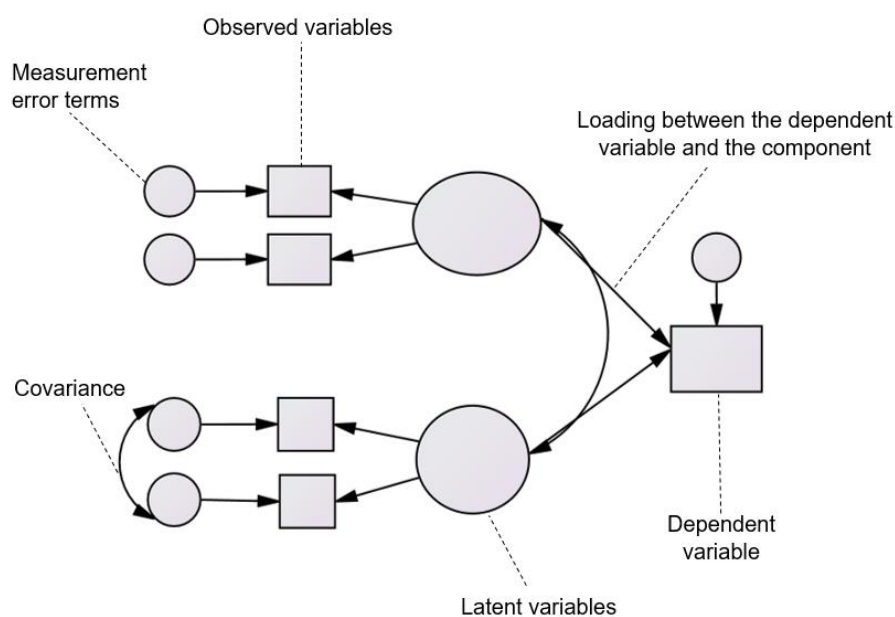 Observed variables
Measurement
error terms
Loading between the dependent
variable and the component
Covariance
Dependent
variable
Latent variables